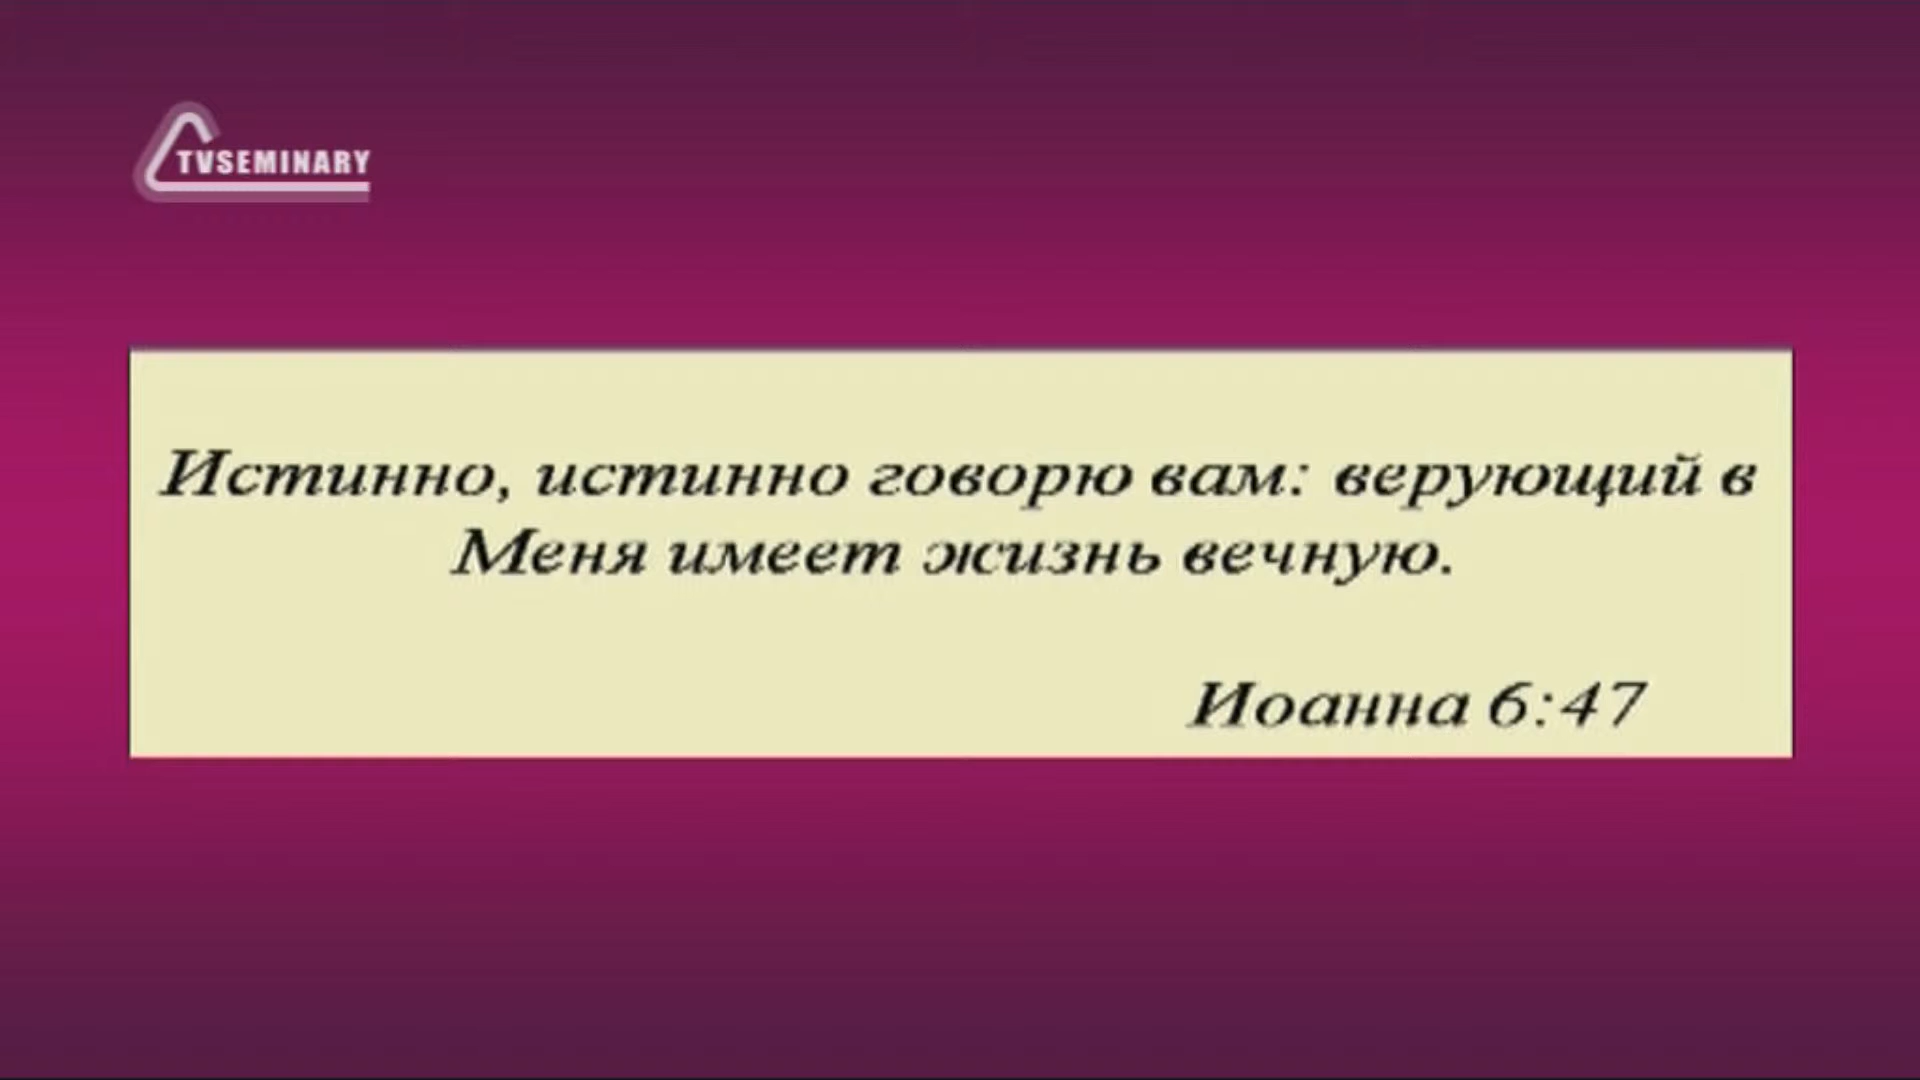 TVSEMINARY
Истинно, истинно говорю вам: верующий в
Меня имеет жизнь вечную.
Иоанна 6:47